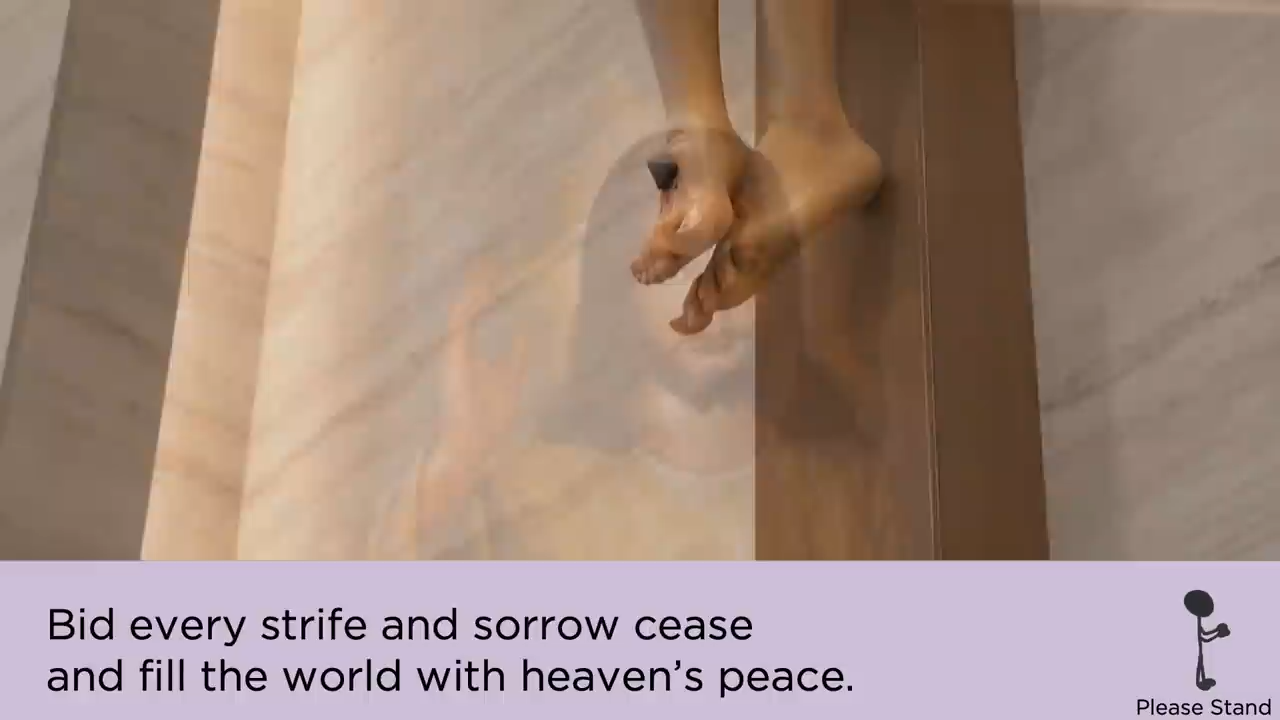 Bid every strife and sorrow cease
and fill the world with heaven's peace.
Please Stand